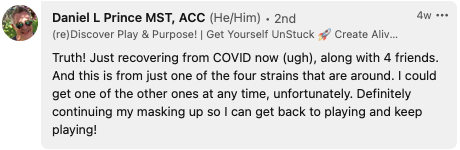 Daniel L Prince MST, ACC (He/Him) • 2nd
4w •••
(re)Discover Play & Purpose! | Get Yourself UnStuck 🚀 Create Aliv...
Truth! Just recovering from COVID now (ugh), along with 4 friends.
And this is from just one of the four strains that are around. I could
get one of the other ones at any time, unfortunately. Definitely
continuing my masking up so I can get back to playing and keep
playing!